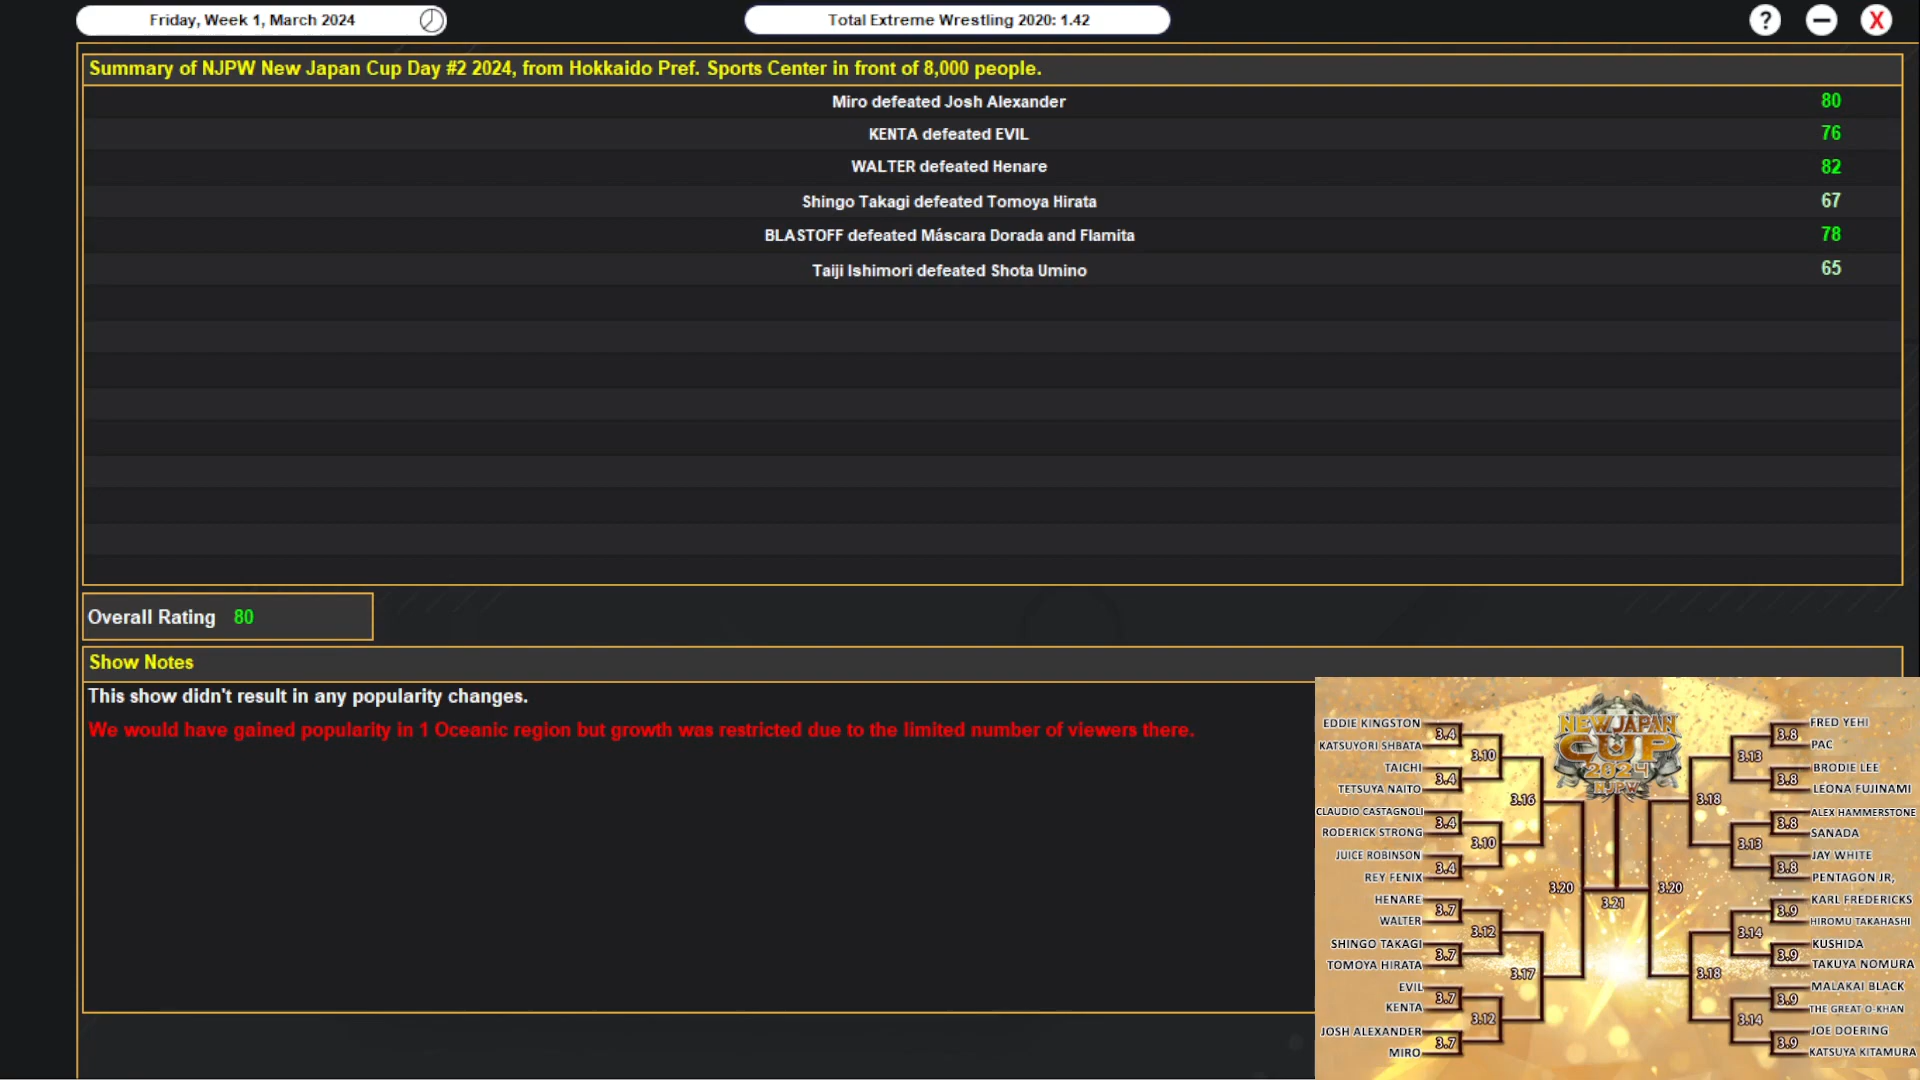 Friday, Week 1, March 2024
Total Extreme Wrestling 2020: 1.42
?
X
Summary of NJPW New Japan Cup Day #2 2024, from Hokkaido Pref. Sports Center in front of 8,000 people.
Miro defeated Josh Alexander 80
KENTA defeated EVIL 76
WALTER defeated Henare 82
Shingo Takagi defeated Tomoya Hirata 67
BLASTOFF defeated Máscara Dorada and Flamita 78
Taiji Ishimori defeated Shota Umino 65
Overall Rating 80
Show Notes
This show didn't result in any popularity changes.
We would have gained popularity in 1 Oceanic region but growth was restricted due to the limited number of viewers there.
NEW JAPAN
CUP
2024
NJPW
EDDIE KINGSTON
3.4
KATSUYORI SHBATA
3.10
TAICHI
3.4
TETSUYA NAITO
3.16
CLAUDIO CASTAGNOLI
3.4
RODERICK STRONG
3.10
JUICE ROBINSON
3.4
REY FENIX
3.20
HENARE
3.7
WALTER
3.12
SHINGO TAKAGI
3.7
TOMOYA HIRATA
3.17
EVIL
3.7
KENTA
3.12
JOSH ALEXANDER
3.7
MIRO
3.21
FRED YEHI
3.8
PAC
3.13
BRODIE LEE
3.8
LEONA FUJINAMI
3.18
ALEX HAMMERSTONE
3.8
SANADA
3.13
JAY WHITE
3.8
PENTAGON JR,
3.20
KARL FREDERICKS
3.9
HIROMU TAKAHASHI
3.14
KUSHIDA
3.9
TAKUYA NOMURA
3.18
MALAKAI BLACK
3.9
THE GREAT O-KHAN
3.14
JOE DOERING
3.9
KATSUYA KITAMURA